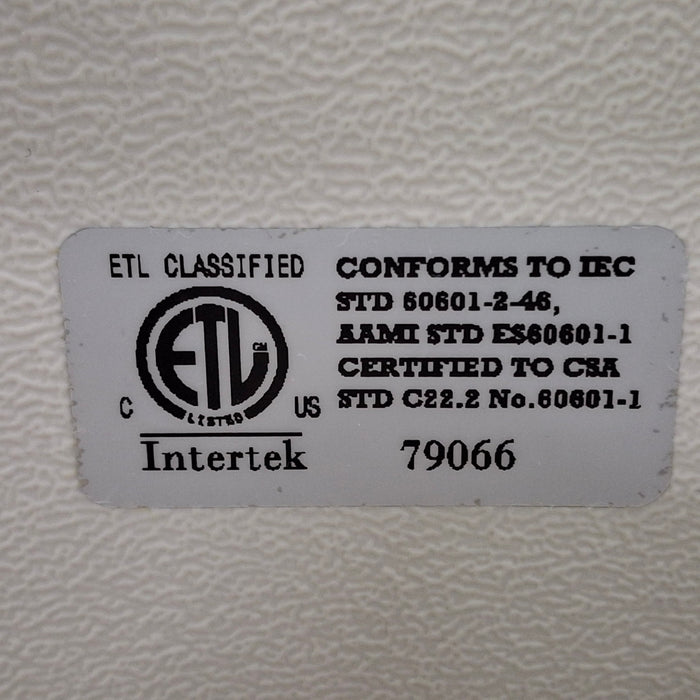 ETL CLASSIFIED
ETL
CM
LISTED
C
US
Intertek
CONFORMS TO IEC
STD 60601-2-46,
AAMI STD ES60601-1
CERTIFIED TO CSA
STD C22.2 No.60601-1
79066